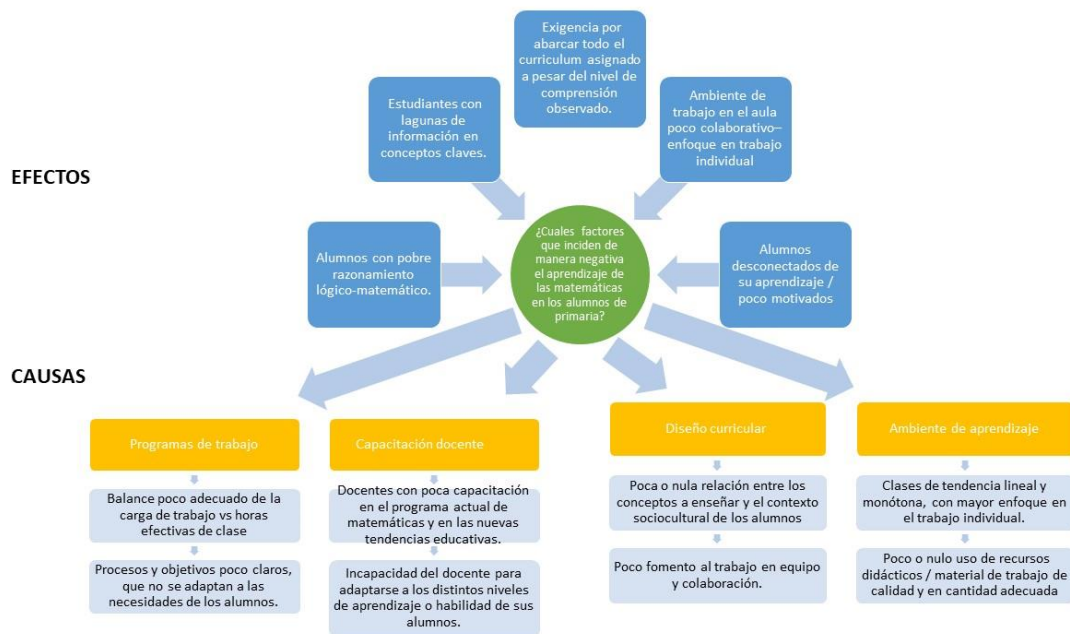 Exigencia por
abarcar todo el
curriculum asignado
a pesar del nivel de
comprensión
observado.
Estudiantes con
lagunas de
información en
conceptos claves.
Ambiente de
trabajo en el aula
poco colaborativo–
enfoque en trabajo
individual
EFECTOS
Alumnos con pobre
razonamiento
lógico-matemático.
¿Cuales factores
que inciden de
manera negativa
el aprendizaje de
las matemáticas
en los alumnos de
primaria?
Alumnos
desconectados de
su aprendizaje /
poco motivados
CAUSAS
Programas de trabajo
Balance poco adecuado de la
carga de trabajo vs horas
efectivas de clase
Procesos y objetivos poco claros,
que no se adaptan a las
necesidades de los alumnos.
Capacitación docente
Docentes con poca capacitación
en el programa actual de
matemáticas y en las nuevas
tendencias educativas.
Incapacidad del docente para
adaptarse a los distintos niveles
de aprendizaje o habilidad de sus
alumnos.
Diseño curricular
Poca o nula relación entre los
conceptos a enseñar y el contexto
sociocultural de los alumnos
Poco fomento al trabajo en
equipo y colaboración.
Ambiente de aprendizaje
Clases de tendencia lineal y
monótona, con mayor enfoque en
el trabajo individual.
Poco o nulo uso de recursos
didácticos / material de trabajo de
calidad y en cantidad adecuada